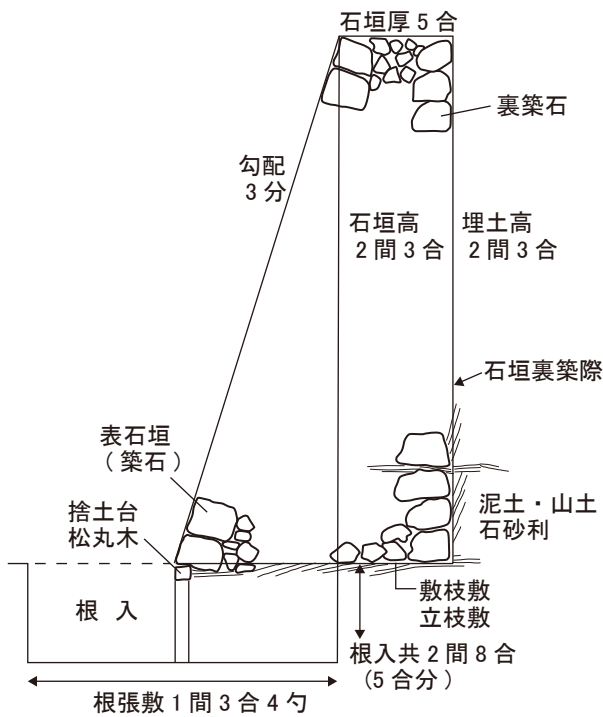 石垣厚5合
裏築石
勾配
3分
石垣高
2間3合
埋土高
2間3合
石垣裏築際
表石垣
(築石)
捨土台
松丸木
泥土・山土
石砂利
根入
敷枝敷
立枝敷
根入共2間8合
(5合分)
根張敷1間3合4勺